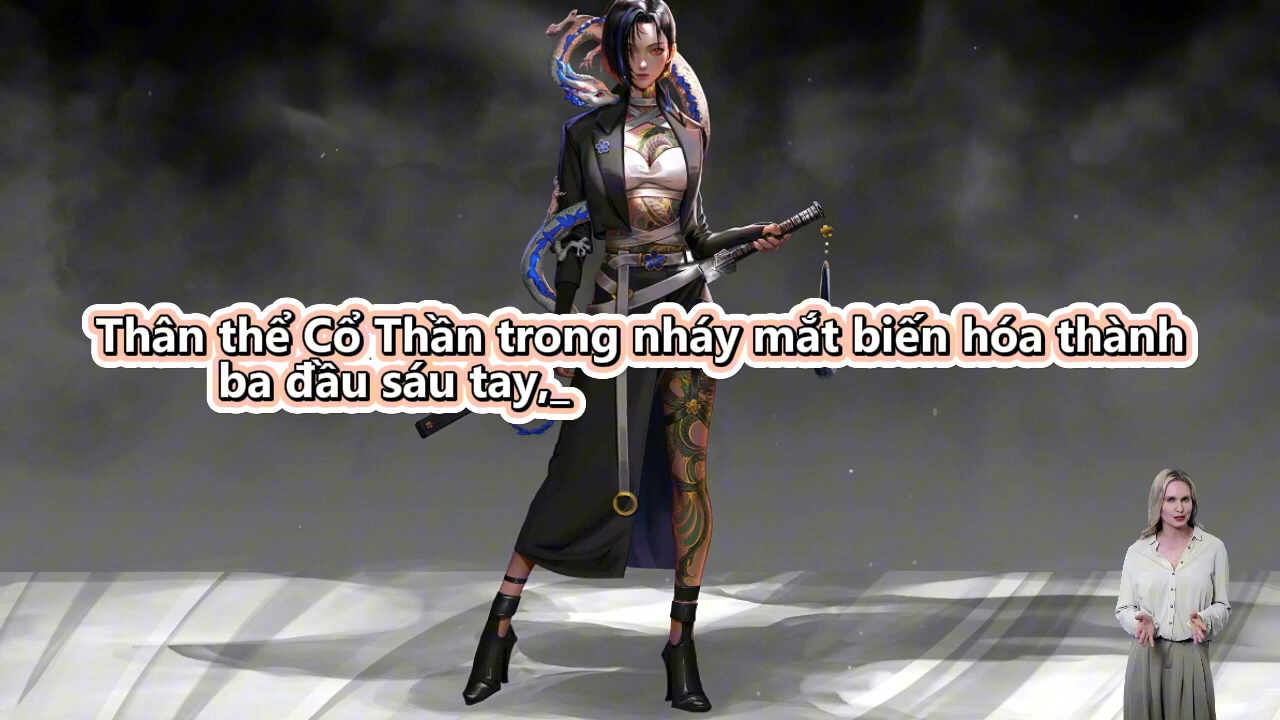 Thân thể Cổ Thần trong nháy mắt biến hóa thành
ba đầu sáu tay,_